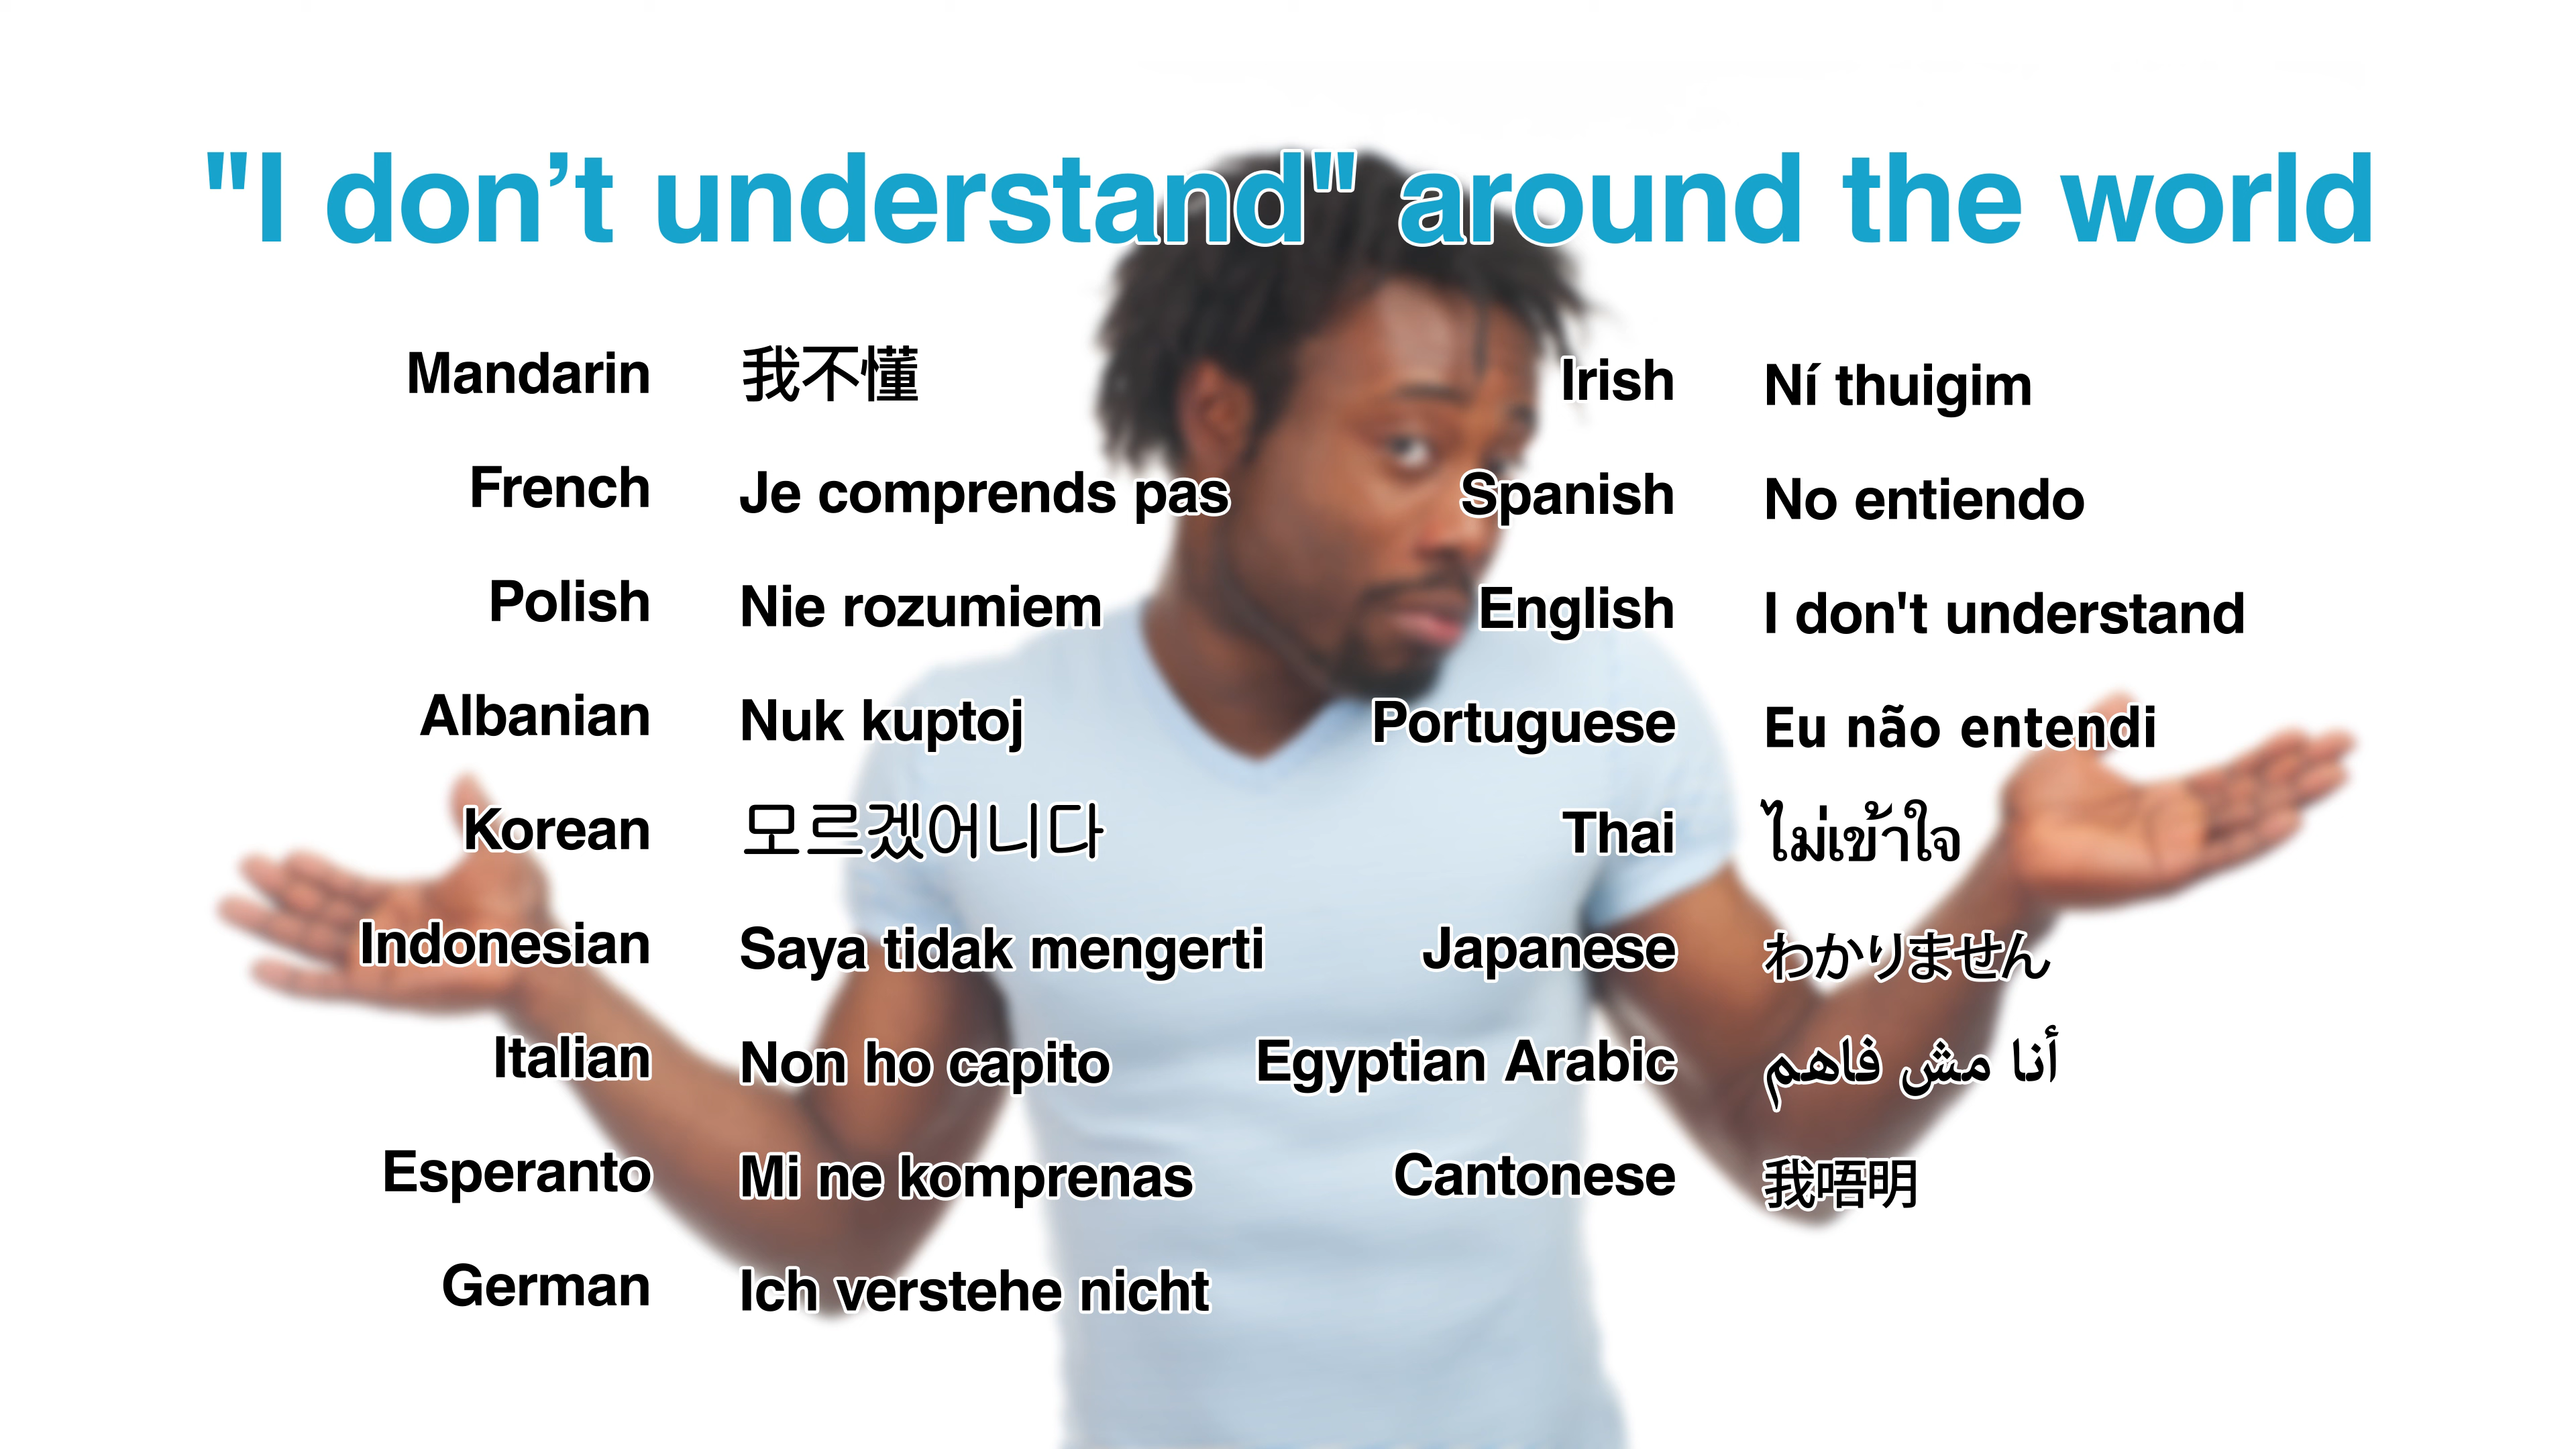 "I don’t understand" around the world
Mandarin 我不懂
French Je comprends pas
Polish Nie rozumiem
Albanian Nuk kuptoj
Korean 모르겠어니다
Indonesian Saya tidak mengerti
Italian Non ho capito
Esperanto Mi ne komprenas
German Ich verstehe nicht
Irish Ní thuigim
Spanish No entiendo
English I don't understand
Portuguese Eu não entendi
Thai ไม่เข้าใจ
Japanese わかりません
Egyptian Arabic أنا مش فاهم
Cantonese 我唔明